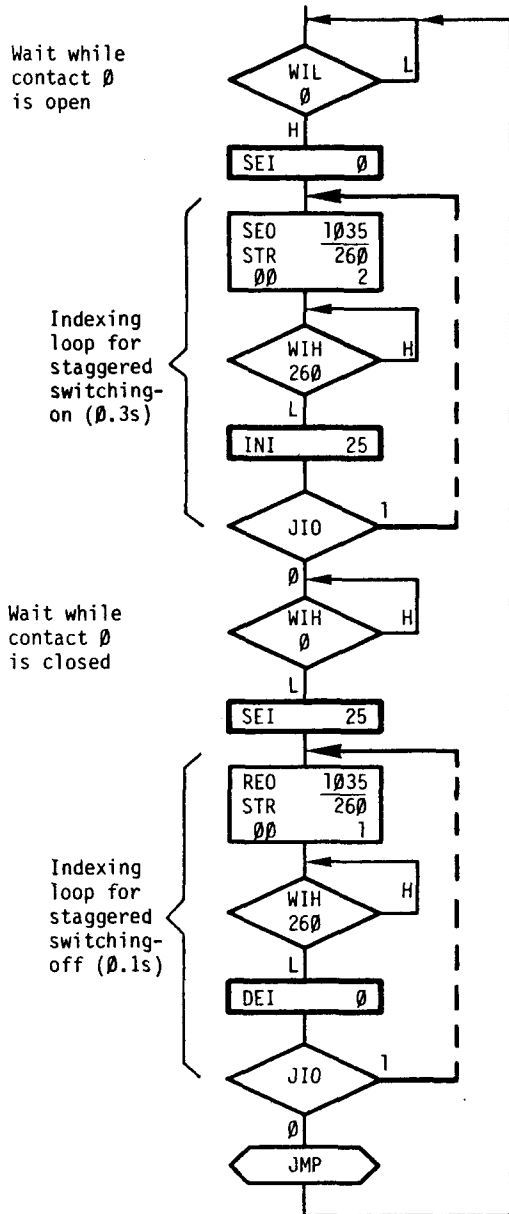 Wait while
contact Ø
is open
WIL
Ø
L
H
SEI Ø
Indexing
loop for
staggered
switching-
on (Ø.3s)
SEO 1Ø35
STR 26Ø
ØØ 2
WIH
26Ø
H
L
INI 25
JIO
1
Ø
Wait while
contact Ø
is closed
WIH
Ø
H
L
SEI 25
Indexing
loop for
staggered
switching-
off (Ø.1s)
REO 1Ø35
STR 26Ø
ØØ 1
WIH
26Ø
H
L
DEI Ø
JIO
1
Ø
JMP